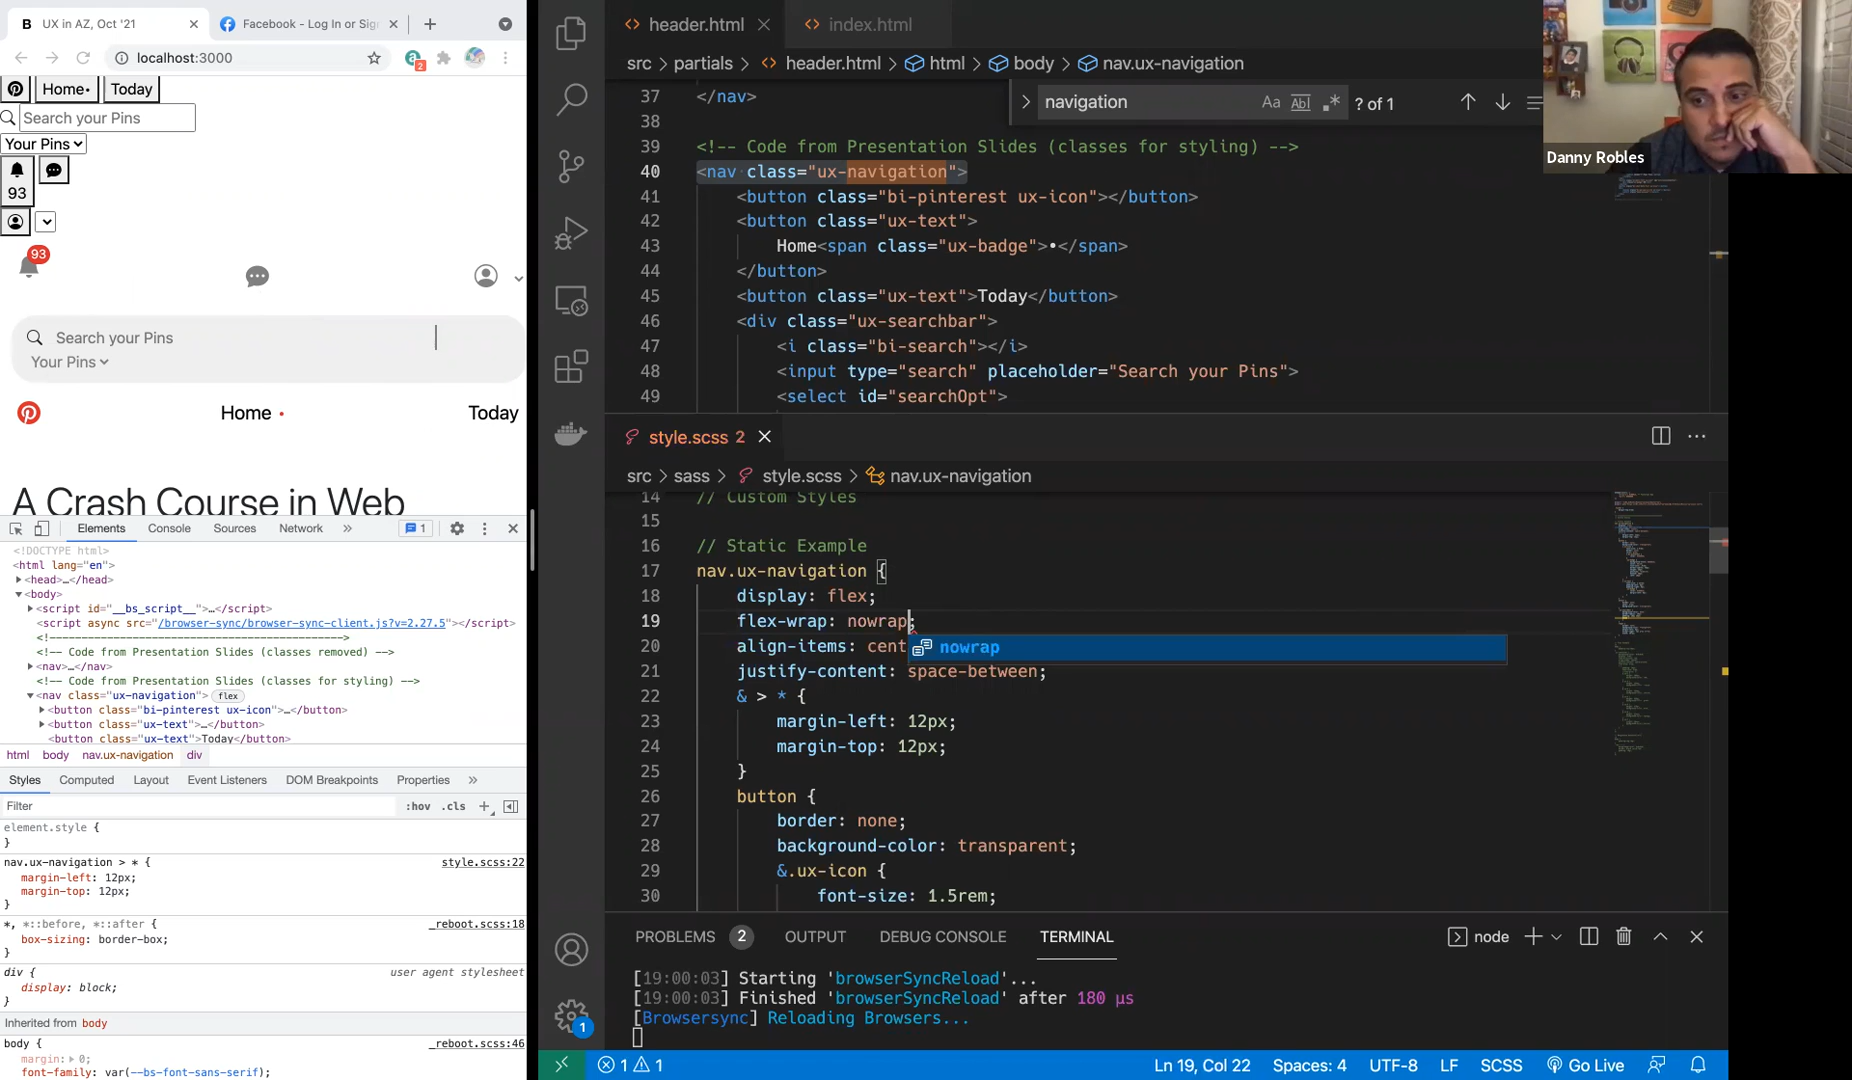 UX in AZ, Oct '21
Facebook - Log In or Sig
localhost:3000
2
Home•
Today
Search your Pins
Your Pins
93
93
Search your Pins
Your Pins
Home •
Today
A Crash Course in Web
Elements
Console
Sources
Network
1
<!DOCTYPE html>
<html lang="en">
<head>…</head>
<body>
<script id="__bs_script__">…</script>
<script async src="/browser-sync/browser-sync-client.js?v=2.27.5"></script>
<!-- Code from Presentation Slides (classes removed) -->
<nav>…</nav>
<!-- Code from Presentation Slides (classes for styling) -->
<nav class="ux-navigation"> flex
<button class="bi-pinterest ux-icon">…</button>
<button class="ux-text">…</button>
<button class="ux-text">Today</button>
html body nav.ux-navigation div
Styles
Computed
Layout
Event Listeners
DOM Breakpoints
Properties
Filter
:hov .cls +
element.style {
}
nav.ux-navigation > * {
style.scss:22
margin-left: 12px;
margin-top: 12px;
}
*, *::before, *::after {
_reboot.scss:18
box-sizing: border-box;
}
div {
user agent stylesheet
display: block;
}
Inherited from body
body {
_reboot.scss:46
margin: 0;
font-family: var(--bs-font-sans-serif);
header.html
index.html
src > partials > header.html > html > body > nav.ux-navigation
navigation
Aa Abl .*
? of 1
37 </nav>
38
39 <!-- Code from Presentation Slides (classes for styling) -->
40 <nav class="ux-navigation">
41 <button class="bi-pinterest ux-icon"></button>
42 <button class="ux-text">
43 Home<span class="ux-badge">•</span>
44 </button>
45 <button class="ux-text">Today</button>
46 <div class="ux-searchbar">
47 <i class="bi-search"></i>
48 <input type="search" placeholder="Search your Pins">
49 <select id="searchOpt">
Danny Robles
style.scss 2
src > sass > style.scss > nav.ux-navigation
14 // Custom Styles
15
16 // Static Example
17 nav.ux-navigation {
18 display: flex;
19 flex-wrap: nowrap;
20 align-items: cent
nowrap
21 justify-content: space-between;
22 & > * {
23 margin-left: 12px;
24 margin-top: 12px;
25 }
26 button {
27 border: none;
28 background-color: transparent;
29 &.ux-icon {
30 font-size: 1.5rem;
PROBLEMS 2
OUTPUT
DEBUG CONSOLE
TERMINAL
node
[19:00:03] Starting 'browserSyncReload'...
[19:00:03] Finished 'browserSyncReload' after 180 μs
[Browsersync] Reloading Browsers...
1
1 1
Ln 19, Col 22
Spaces: 4
UTF-8
LF
SCSS
Go Live